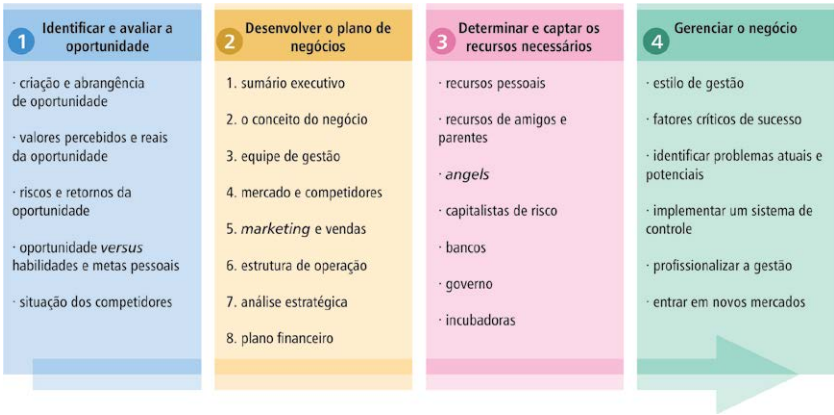 1
Identificar e avaliar a
oportunidade
· criação e abrangência
de oportunidade
· valores percebidos e reais
da oportunidade
· riscos e retornos da
oportunidade
· oportunidade versus
habilidades e metas pessoais
· situação dos competidores
2
Desenvolver o plano de
negócios
1. sumário executivo
2. o conceito do negócio
3. equipe de gestão
4. mercado e competidores
5. marketing e vendas
6. estrutura de operação
7. análise estratégica
8. plano financeiro
3
Determinar e captar os
recursos necessários
· recursos pessoais
· recursos de amigos e
parentes
· angels
· capitalistas de risco
· bancos
· governo
· incubadoras
4
Gerenciar o negócio
· estilo de gestão
· fatores críticos de sucesso
· identificar problemas atuais e
potenciais
· implementar um sistema de
controle
· profissionalizar a gestão
· entrar em novos mercados